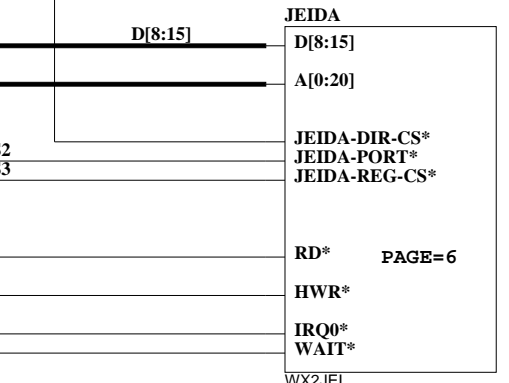 JEIDA
D[8:15]
D[8:15]
A[0:20]
JEIDA-DIR-CS*
JEIDA-PORT*
JEIDA-REG-CS*
RD*
PAGE=6
HWR*
IRQ0*
WAIT*